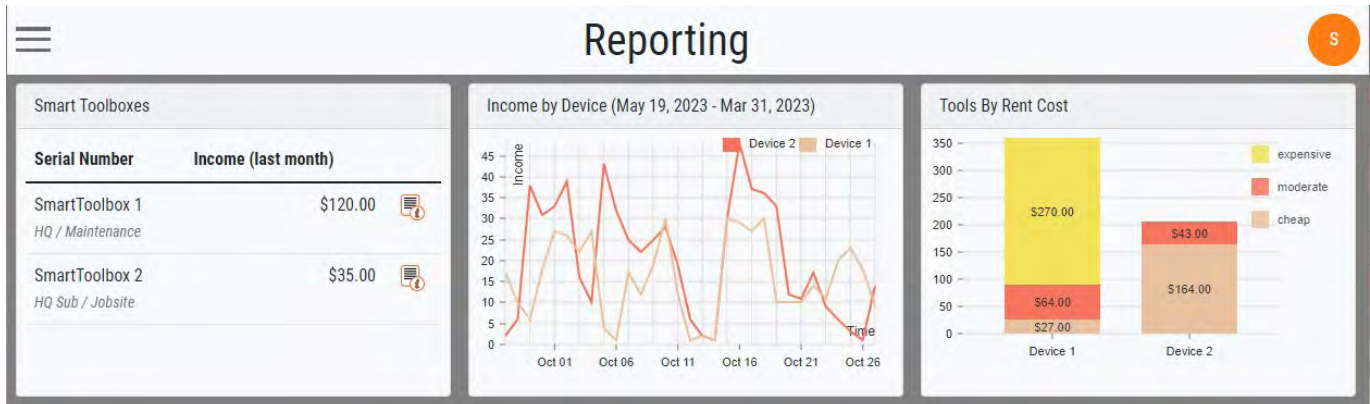 Reporting
S
Smart Toolboxes
Serial Number Income (last month)
SmartToolbox 1 $120.00
HQ / Maintenance
SmartToolbox 2 $35.00
HQ Sub / Jobsite
Income by Device (May 19, 2023 - Mar 31, 2023)
Device 2 Device 1
Income
45
40
35
30
25
20
15
10
5
0
Time
Oct 01 Oct 06 Oct 11 Oct 16 Oct 21 Oct 26
Tools By Rent Cost
350
300
250
200
150
100
50
0
$270.00
$64.00
$27.00
$43.00
$164.00
Device 1 Device 2
expensive
moderate
cheap